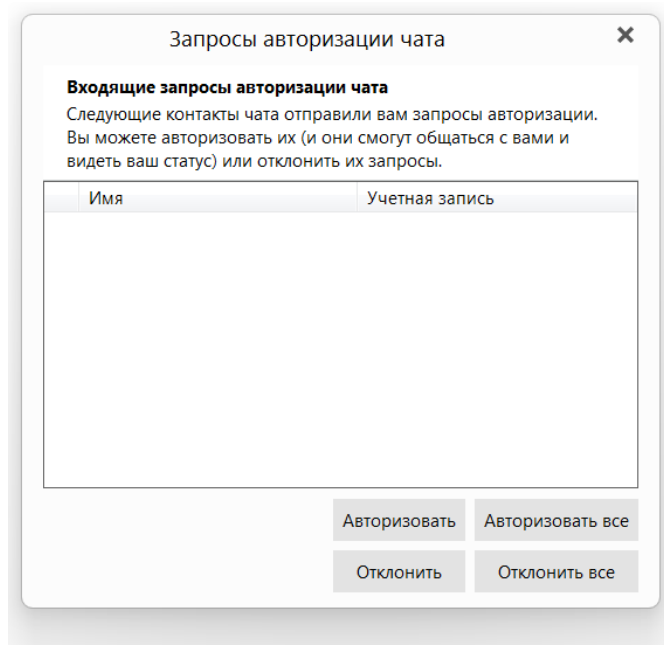 Запросы авторизации чата
Входящие запросы авторизации чата
Следующие контакты чата отправили вам запросы авторизации.
Вы можете авторизовать их (и они смогут общаться с вами и
видеть ваш статус) или отклонить их запросы.
Имя Учетная запись
Авторизовать Авторизовать все
Отклонить Отклонить все